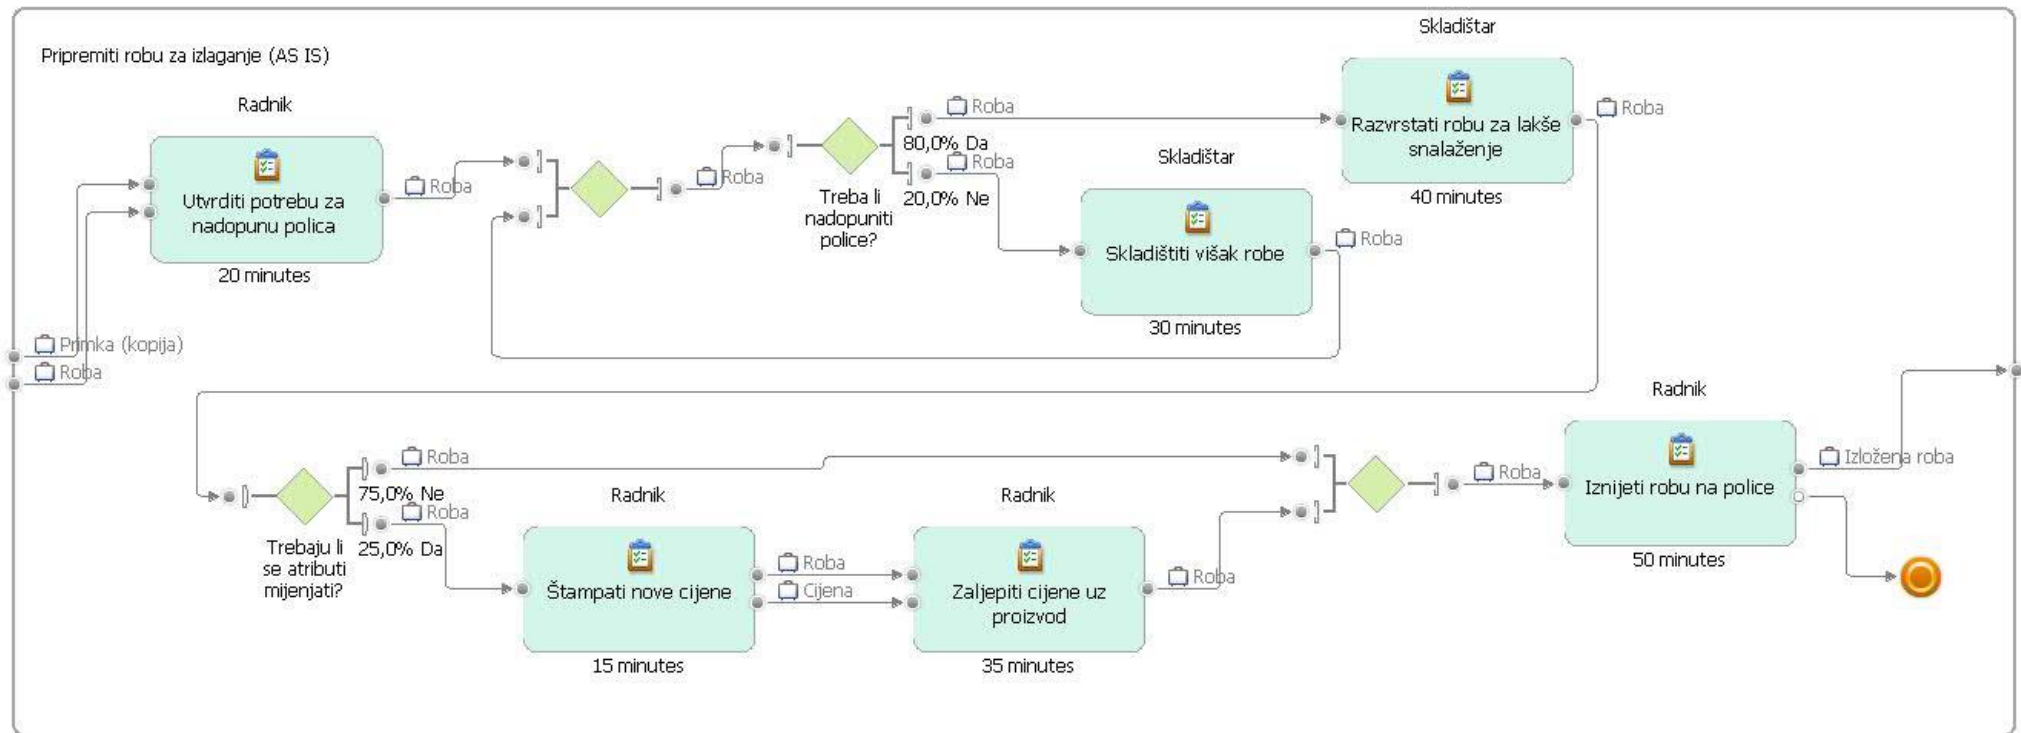 Pripremiti robu za izlaganje (AS IS)
Radnik
Utvrditi potrebu za
nadopunu polica
20 minutes
Primka (kopija)
Roba
Roba
Roba
Treba li
nadopuniti
police?
Roba
80,0% Da
Roba
20,0% Ne
Skladištar
Skladištiti višak robe
30 minutes
Roba
Skladištar
Razvrstati robu za lakše
snalaženje
40 minutes
Roba
Trebaju li
se atributi
mijenjati?
Roba
75,0% Ne
Roba
25,0% Da
Radnik
Štampati nove cijene
15 minutes
Roba
Cijena
Radnik
Zaljepiti cijene uz
proizvod
35 minutes
Roba
Roba
Radnik
Iznijeti robu na police
50 minutes
Izložena roba